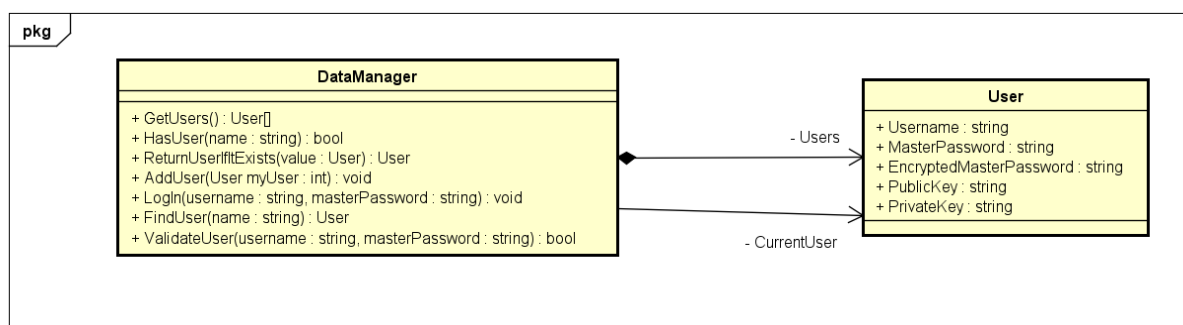 pkg
DataManager
+ GetUsers() : User[]
+ HasUser(name : string) : bool
+ ReturnUserIfItExists(value : User) : User
+ AddUser(User myUser : int) : void
+ LogIn(username : string, masterPassword : string) : void
+ FindUser(name : string) : User
+ ValidateUser(username : string, masterPassword : string) : bool
- Users
- CurrentUser
User
+ Username : string
+ MasterPassword : string
+ EncryptedMasterPassword : string
+ PublicKey : string
+ PrivateKey : string